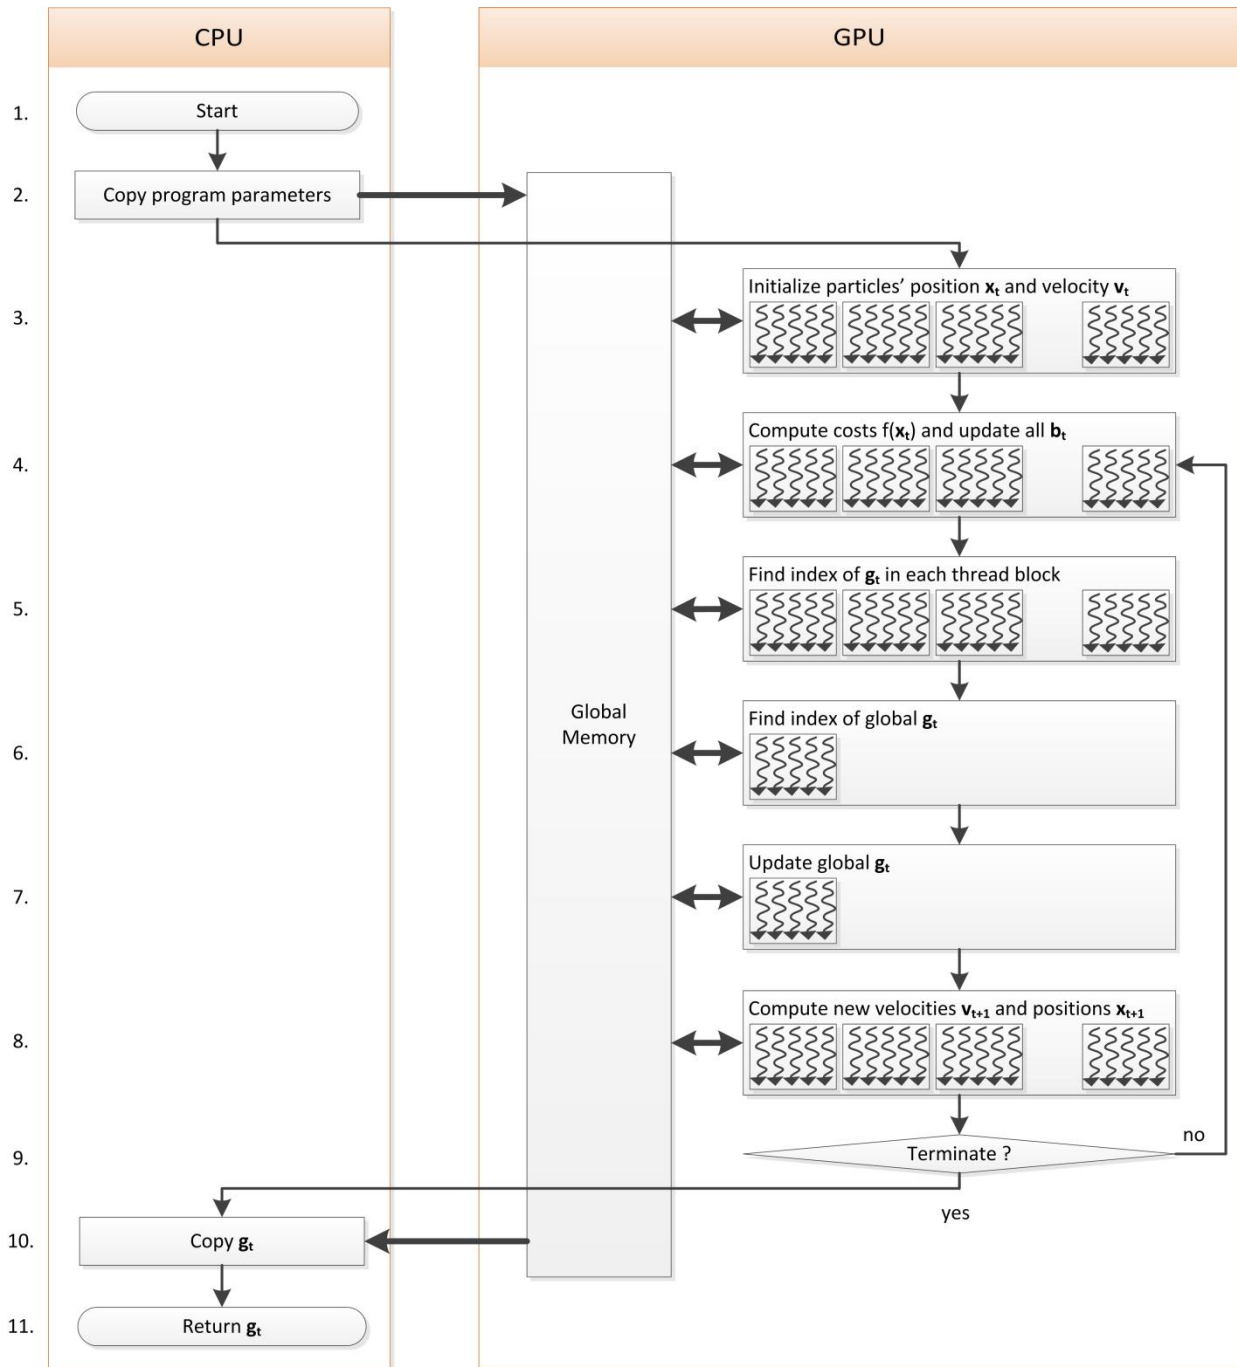 CPU
GPU
1.
Start
2.
Copy program parameters
Initialize particles’ position xₜ and velocity vₜ
3.
Compute costs f(xₜ) and update all bₜ
4.
Find index of gₜ in each thread block
5.
Global
Memory
Find index of global gₜ
6.
Update global gₜ
7.
Compute new velocities vₜ₊₁ and positions xₜ₊₁
8.
no
9.
Terminate ?
yes
10.
Copy gₜ
11.
Return gₜ